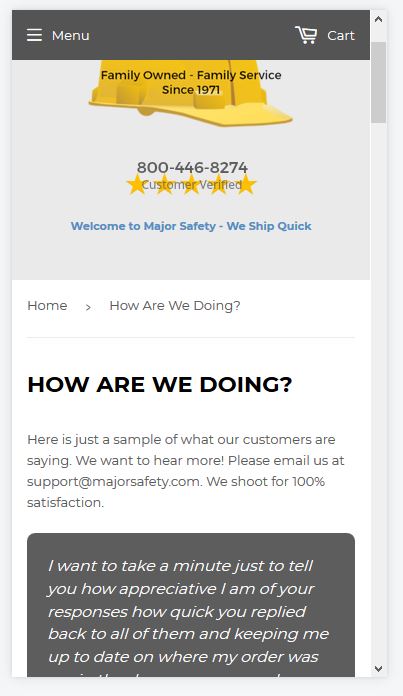 Menu
Cart
Family Owned - Family Service
Since 1971
800-446-8274
Customer Verified
Welcome to Major Safety - We Ship Quick
Home › How Are We Doing?
HOW ARE WE DOING?
Here is just a sample of what our customers are
saying. We want to hear more! Please email us at
support@majorsafety.com. We shoot for 100%
satisfaction.
I want to take a minute just to tell
you how appreciative I am of your
responses how quick you replied
back to all of them and keeping me
up to date on where my order was